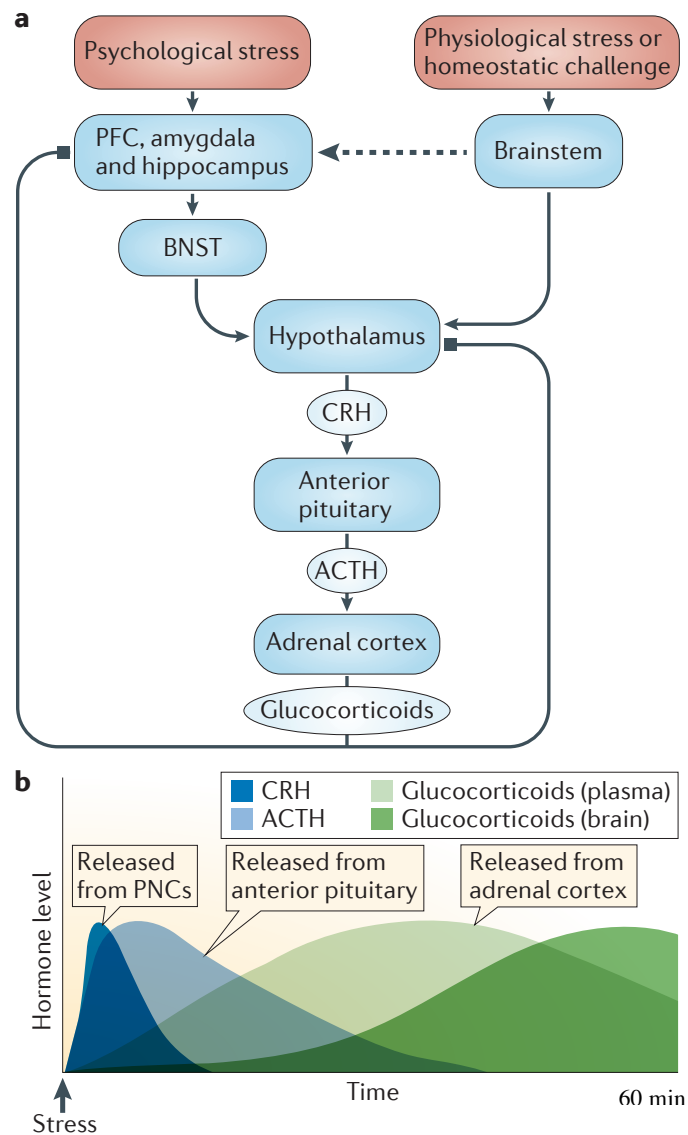 a
Psychological stress
Physiological stress or
homeostatic challenge
PFC, amygdala
and hippocampus
Brainstem
BNST
Hypothalamus
CRH
Anterior
pituitary
ACTH
Adrenal cortex
Glucocorticoids
b
CRH
ACTH
Glucocorticoids (plasma)
Glucocorticoids (brain)
Released
from PNCs
Released from
anterior pituitary
Released from
adrenal cortex
Hormone level
Time
60 min
Stress